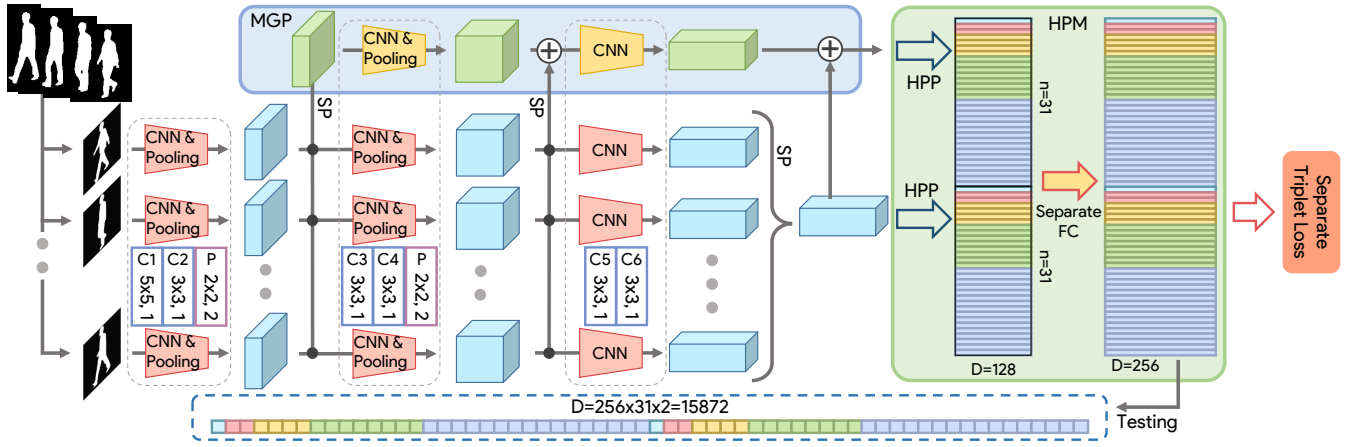 MGP
CNN &
Pooling
CNN
HPM
HPP
SP
SP
n=31
CNN &
Pooling
CNN &
Pooling
CNN
SP
CNN &
Pooling
CNN &
Pooling
CNN
HPP
Separate
FC
Separate
Triplet Loss
C1
5x5, 1
C2
3x3, 1
P
2x2, 2
C3
3x3, 1
C4
3x3, 1
P
2x2, 2
C5
3x3, 1
C6
3x3, 1
n=31
CNN &
Pooling
CNN &
Pooling
CNN
D=128
D=256
D=256x31x2=15872
Testing